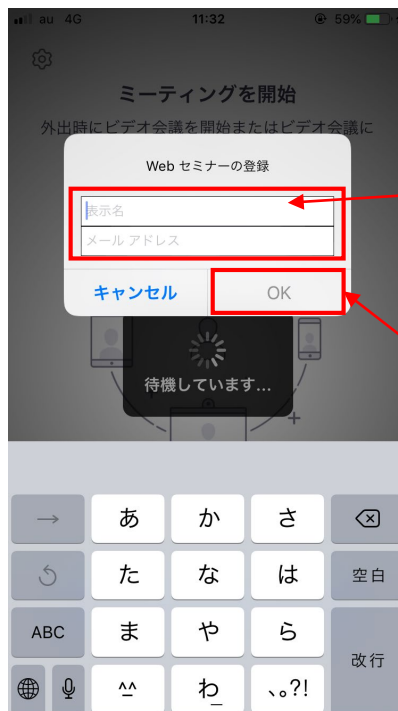 au 4G 11:32 59%
ミーティングを開始
外出時にビデオ会議を開始またはビデオ会議に
Web セミナーの登録
表示名
メール アドレス
キャンセル OK
待機しています...
→ あ か さ
た な は 空白
ABC ま や ら
改行
^^ わ_ 、。?!